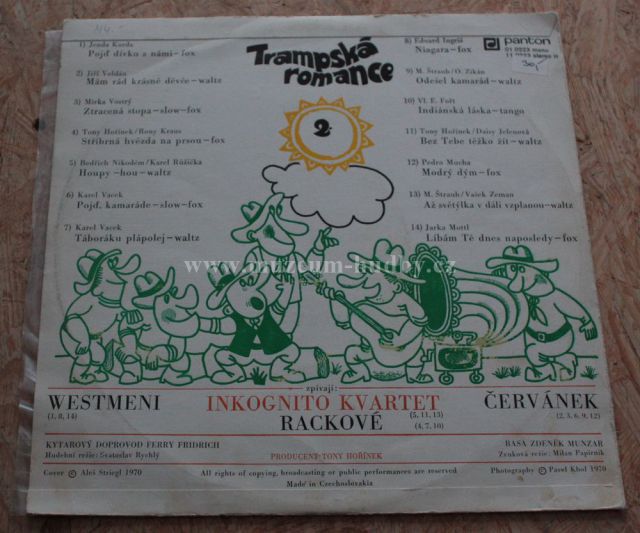 44.-
Trampská
romance
2
1) Jenda Korda
Pojď dívko z námi–fox
2) Jiří Voldán
Mám rád krásné děvče–waltz
3) Mirka Vostrý
Ztracená stopa–slow–fox
4) Tony Hořínek/Rony Kraus
Stříbrná hvězda na prsou–fox
5) Bedřich Nikodém/Karel Růžička
Houpy–hou–waltz
6) Karel Vacek
Pojď, kamaráde–slow–fox
7) Karel Vacek
Táboráku plápolej–waltz
8) Eduard Ingriš
Niagara–fox
9) M. Štraub/O. Zikán
Odešel kamarád–waltz
10) Vl. E. Fořt
Indiánská láska–tango
11) Tony Hořínek/Daisy Jelenová
Bez Tebe těžko žít–waltz
12) Pedro Mucha
Modrý dým–fox
13) M. Štraub/Vašek Zeman
Až světýlka v dáli vzplanou–waltz
14) Jarka Mottl
Líbám Tě dnes naposledy–fox
panton
mono
stereo
30,-
www.muzeum-hudby.cz
zpívají:
WESTMENI INKOGNITO KVARTET ČERVÁNEK
(1, 8, 14) (5, 11, 13) (2, 3, 6, 9, 12)
RACKOVÉ (4, 7, 10)
KYTAROVÝ DOPROVOD FERRY FRIDRICH BASA ZDENĚK MUNZAR
Hudební režie: Svatoslav Rychlý PRODUCENT TONY HOŘÍNEK Zvuková režie: Milan Papírník
Cover © Aleš Striegl 1970 All rights of copying, broadcasting or public performances are reserved Photography © Pavel Khol 1970
Made in Czechoslovakia